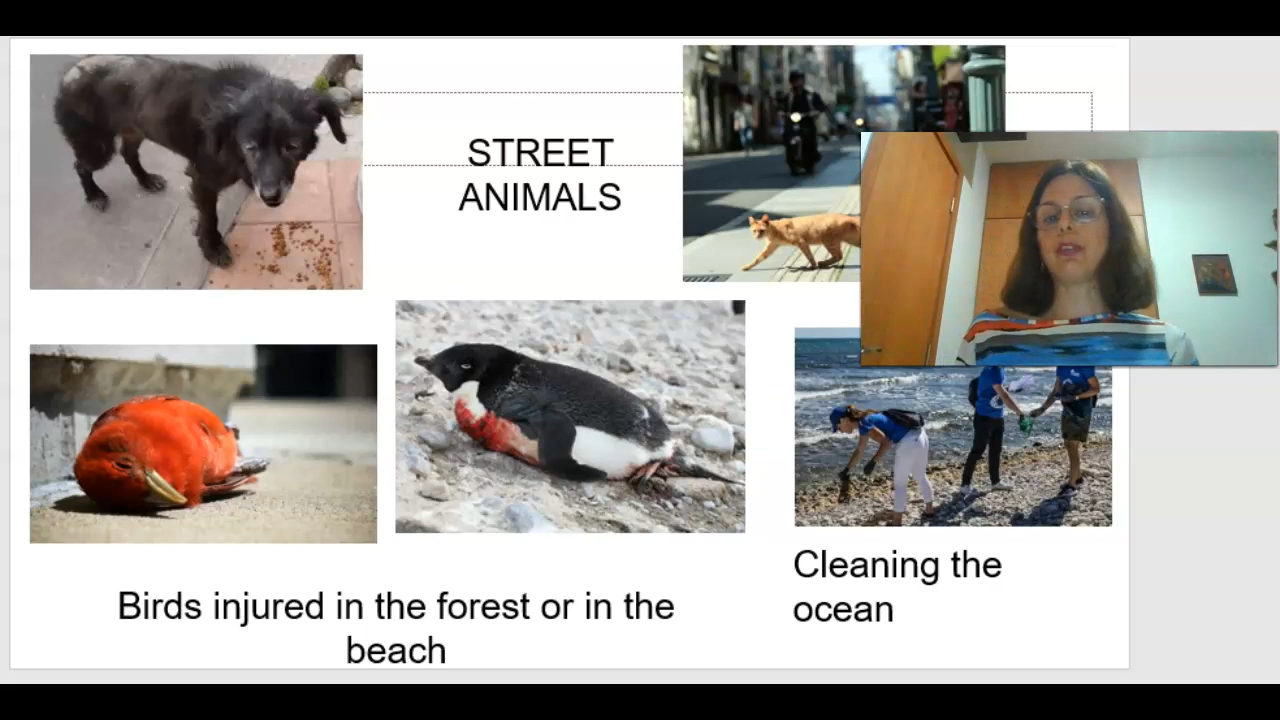 STREET
ANIMALS
Birds injured in the forest or in the
beach
Cleaning the
ocean